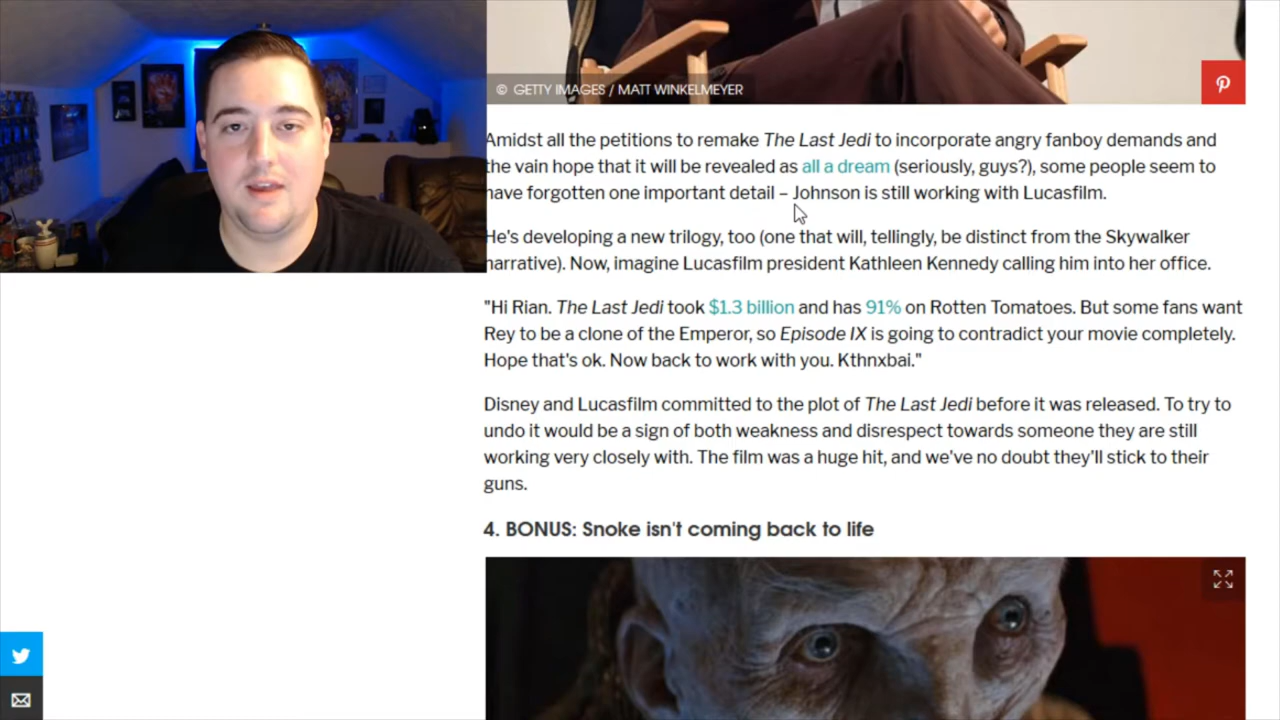 © GETTY IMAGES / MATT WINKELMEYER
Amidst all the petitions to remake The Last Jedi to incorporate angry fanboy demands and
the vain hope that it will be revealed as all a dream (seriously, guys?), some people seem to
have forgotten one important detail – Johnson is still working with Lucasfilm.
He's developing a new trilogy, too (one that will, tellingly, be distinct from the Skywalker
narrative). Now, imagine Lucasfilm president Kathleen Kennedy calling him into her office.
"Hi Rian. The Last Jedi took $1.3 billion and has 91% on Rotten Tomatoes. But some fans want
Rey to be a clone of the Emperor, so Episode IX is going to contradict your movie completely.
Hope that's ok. Now back to work with you. Kthnxbai."
Disney and Lucasfilm committed to the plot of The Last Jedi before it was released. To try to
undo it would be a sign of both weakness and disrespect towards someone they are still
working very closely with. The film was a huge hit, and we've no doubt they'll stick to their
guns.
4. BONUS: Snoke isn't coming back to life